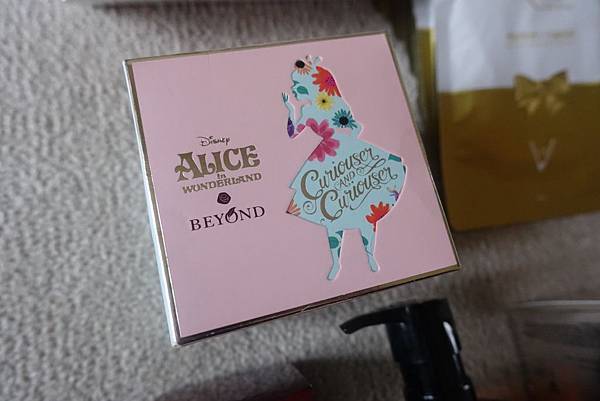 Disney
ALICE
in
WONDERLAND
BEYOND
Curiouser
AND
Curiouser